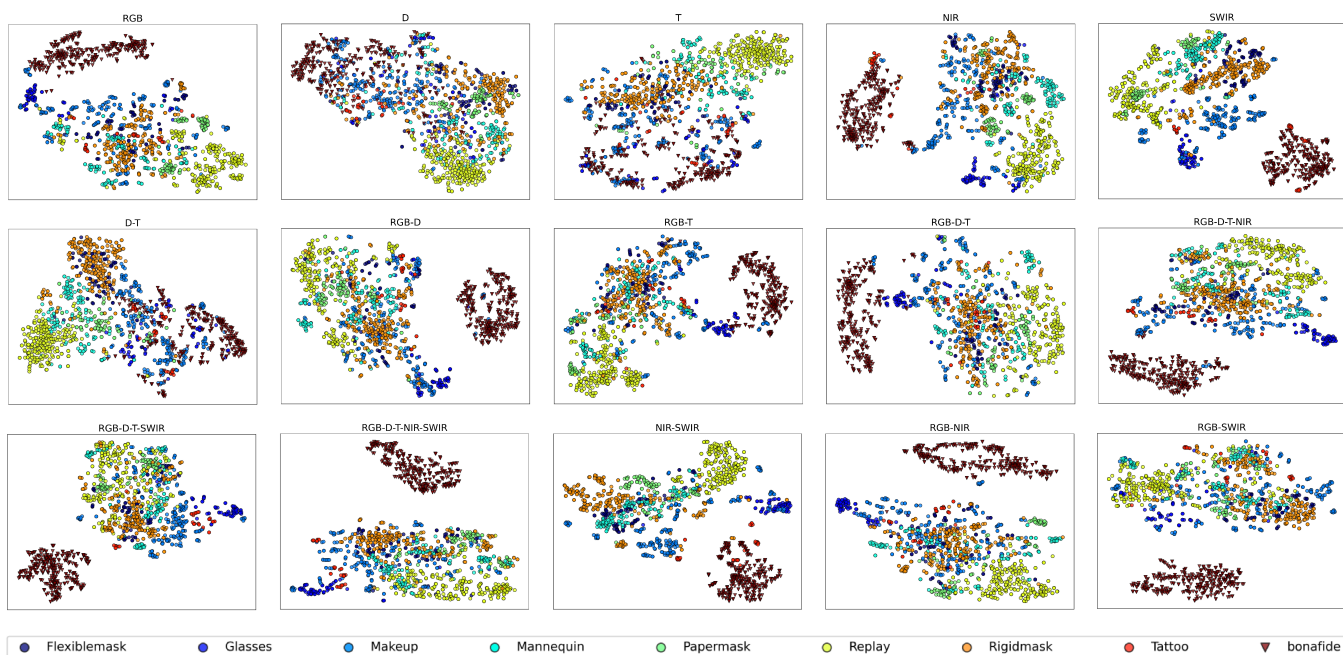 RGB
D
T
NIR
SWIR
D-T
RGB-D
RGB-T
RGB-D-T
RGB-D-T-NIR
RGB-D-T-SWIR
RGB-D-T-NIR-SWIR
NIR-SWIR
RGB-NIR
RGB-SWIR
Flexiblemask Glasses Makeup Mannequin Papermask Replay Rigidmask Tattoo bonafide